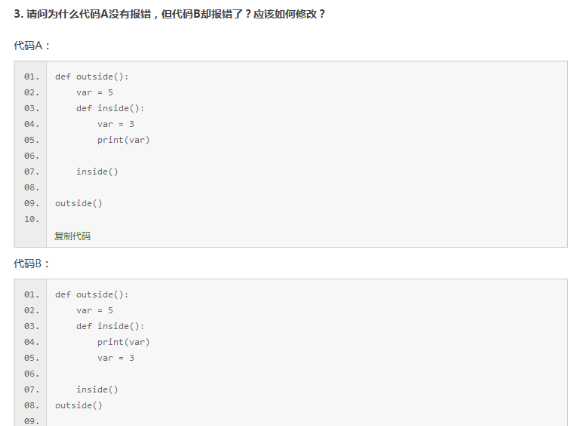 3. 请问为什么代码A没有报错，但代码B却报错了？应该如何修改？
代码A：
01. def outside():
02.     var = 5
03.     def inside():
04.         var = 3
05.         print(var)
06.
07.     inside()
08.
09. outside()
10.
复制代码
代码B：
01. def outside():
02.     var = 5
03.     def inside():
04.         print(var)
05.         var = 3
06.
07.     inside()
08. outside()
09.